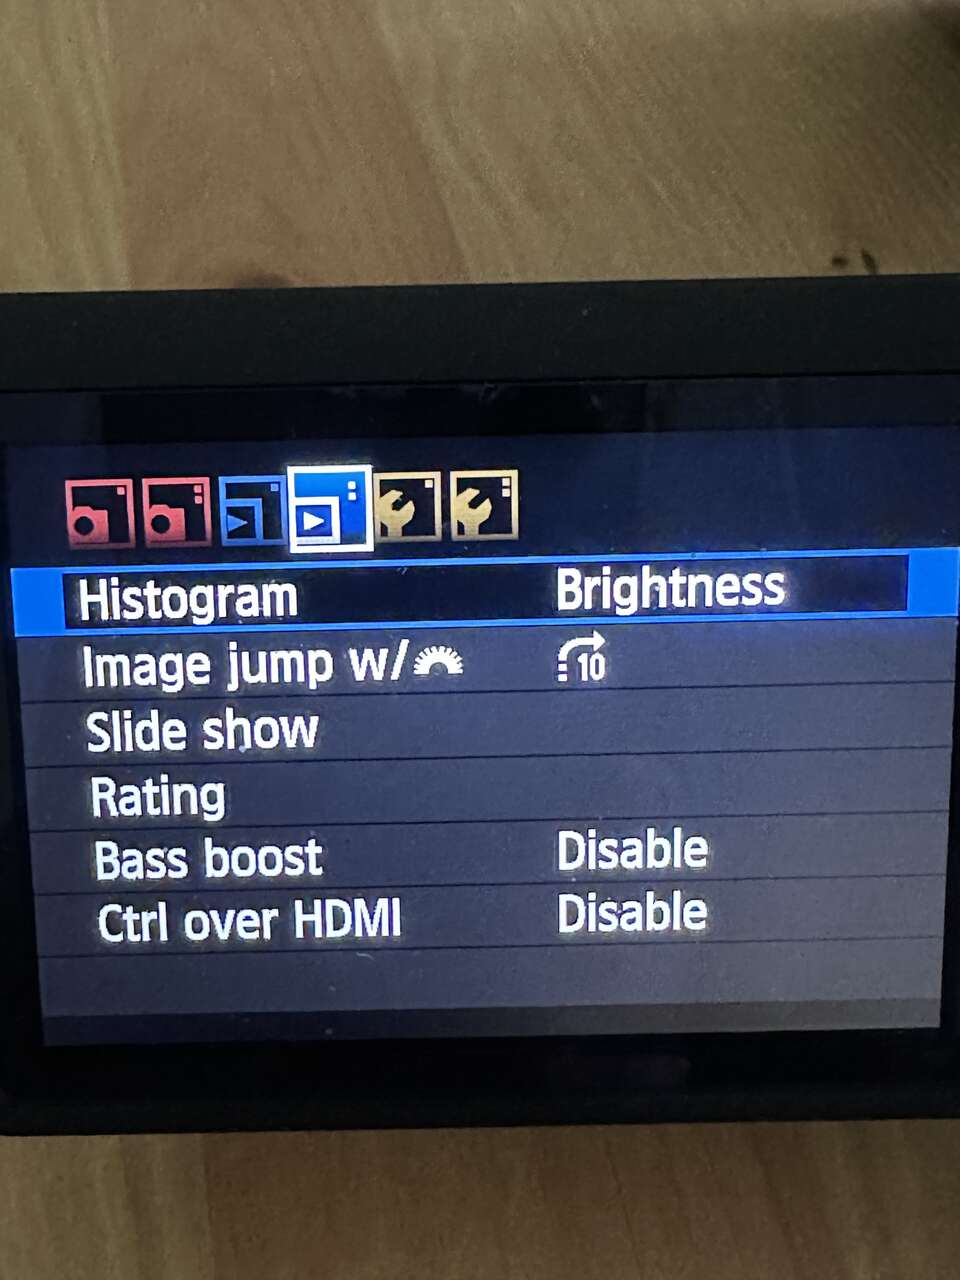 Histogram Brightness
Image jump w/ 10
Slide show
Rating
Bass boost Disable
Ctrl over HDMI Disable